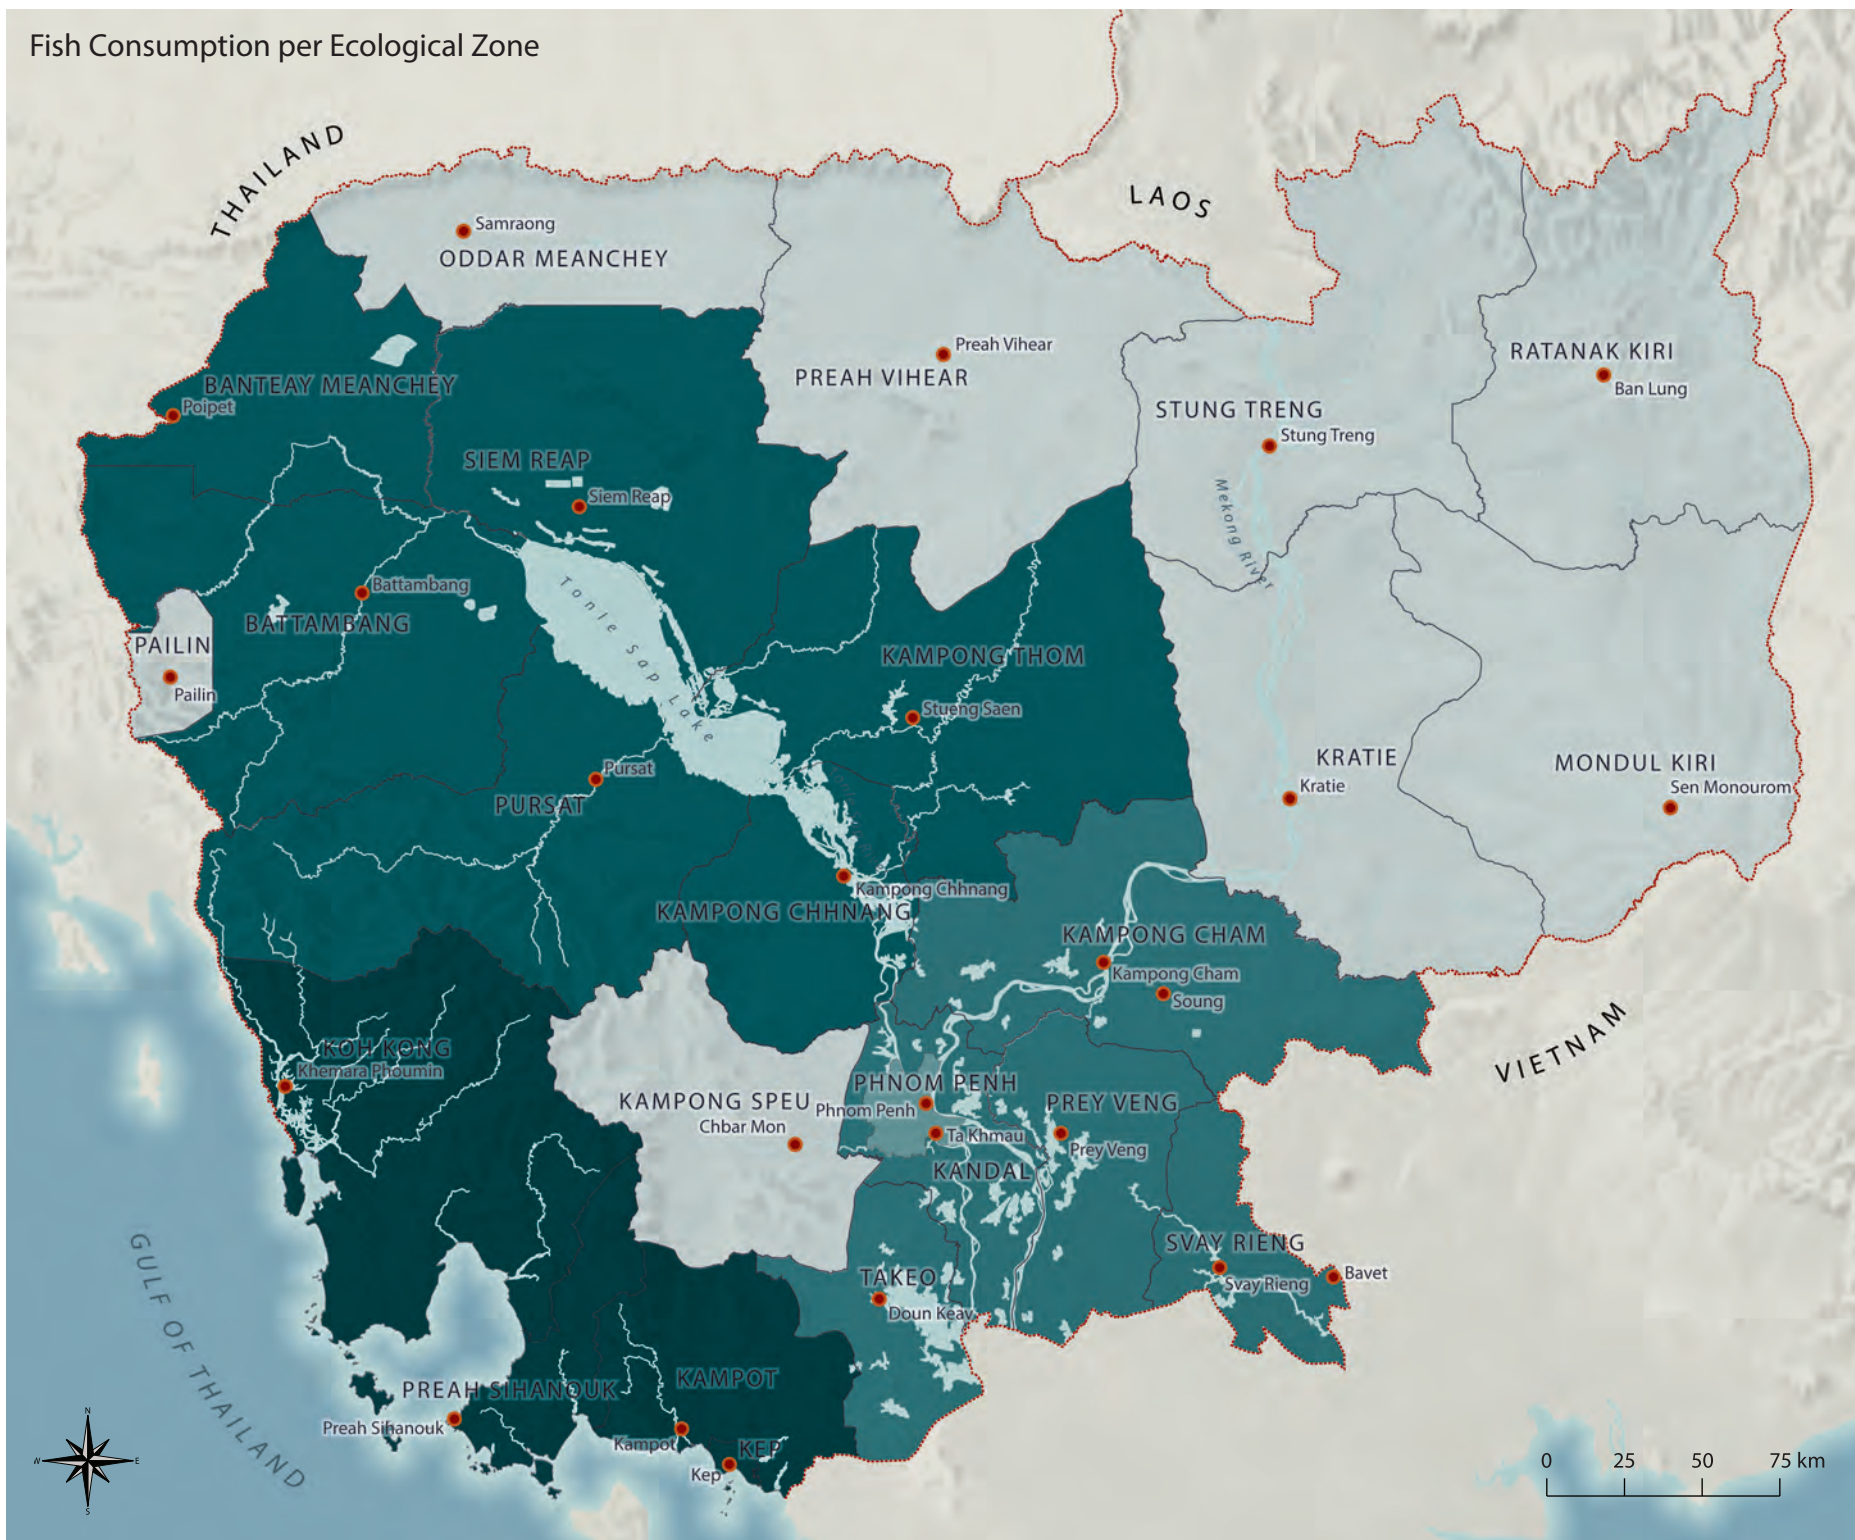 Fish Consumption per Ecological Zone
THAILAND
LAOS
Samraong
ODDAR MEANCHEY
Preah Vihear
PREAH VIHEAR
RATANAK KIRI
Ban Lung
BANTEAY MEANCHEY
Poipet
STUNG TRENG
Stung Treng
SIEM REAP
Siem Reap
Mekong River
Battambang
BATTAMBANG
Tonle Sap Lake
PAILIN
Pailin
KAMPONG THOM
Stueng Saen
Pursat
PURSAT
KRATIE
Kratie
MONDUL KIRI
Sen Monourom
Kampong Chhnang
KAMPONG CHHNANG
KAMPONG CHAM
Kampong Cham
Soung
VIETNAM
KOH KONG
Khemara Phoumin
PHNOM PENH
Phnom Penh
KAMPONG SPEU
Chbar Mon
PREY VENG
Prey Veng
Ta Khmau
KANDAL
SVAY RIENG
Svay Rieng
Bavet
TAKEO
Doun Keav
GULF OF THAILAND
KAMPOT
PREAH SIHANOUK
Preah Sihanouk
Kampot
KEP
Kep
N
W
E
S
0 25 50 75 km